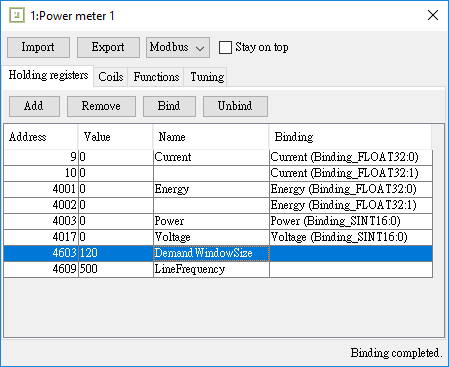 1:Power meter 1
Import Export Modbus Stay on top
Holding registers Coils Functions Tuning
Add Remove Bind Unbind
Address Value Name Binding
9 0 Current Current (Binding_FLOAT32:0)
10 0 Current (Binding_FLOAT32:1)
4001 0 Energy Energy (Binding_FLOAT32:0)
4002 0 Energy (Binding_FLOAT32:1)
4003 0 Power Power (Binding_SINT16:0)
4017 0 Voltage Voltage (Binding_SINT16:0)
4603 120 DemandWindowSize
4609 500 LineFrequency
Binding completed.